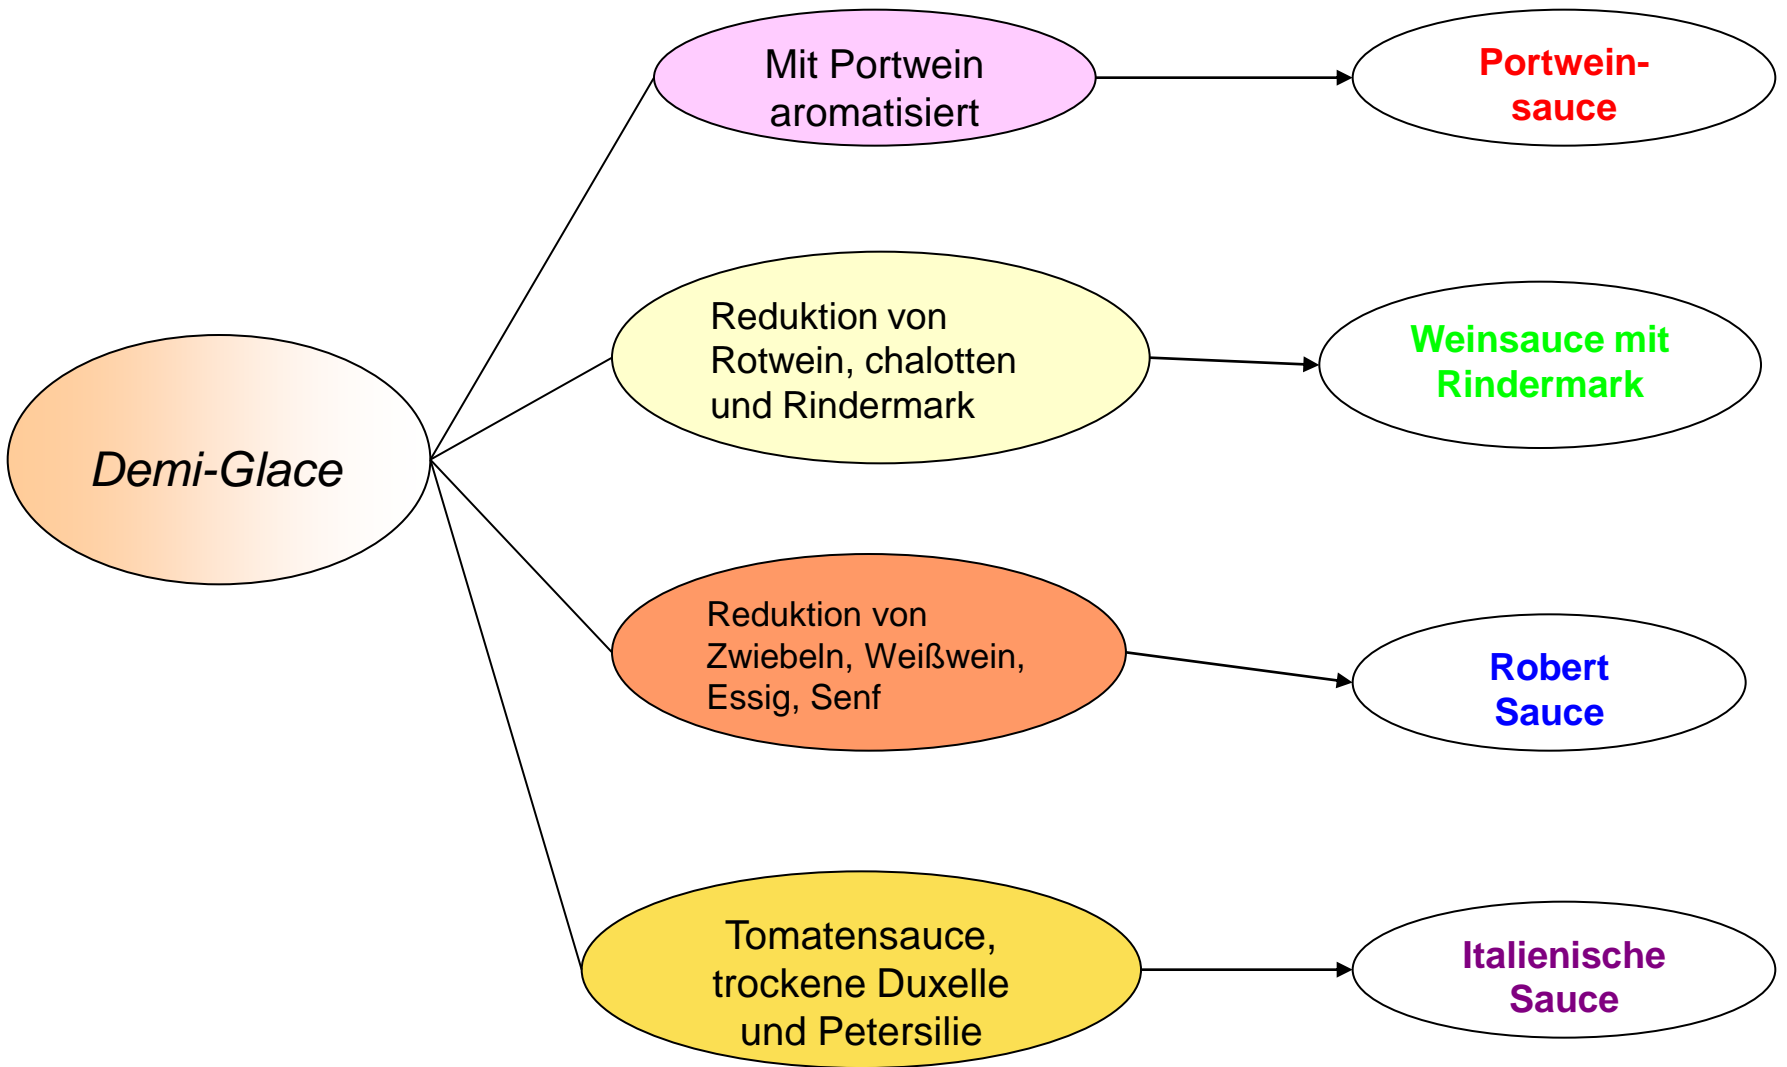 Mit Portwein
aromatisiert
Portwein-
sauce
Reduktion von
Rotwein, chalotten
und Rindermark
Weinsauce mit
Rindermark
Demi-Glace
Reduktion von
Zwiebeln, Weißwein,
Essig, Senf
Robert
Sauce
Tomatensauce,
trockene Duxelle
und Petersilie
Italienische
Sauce